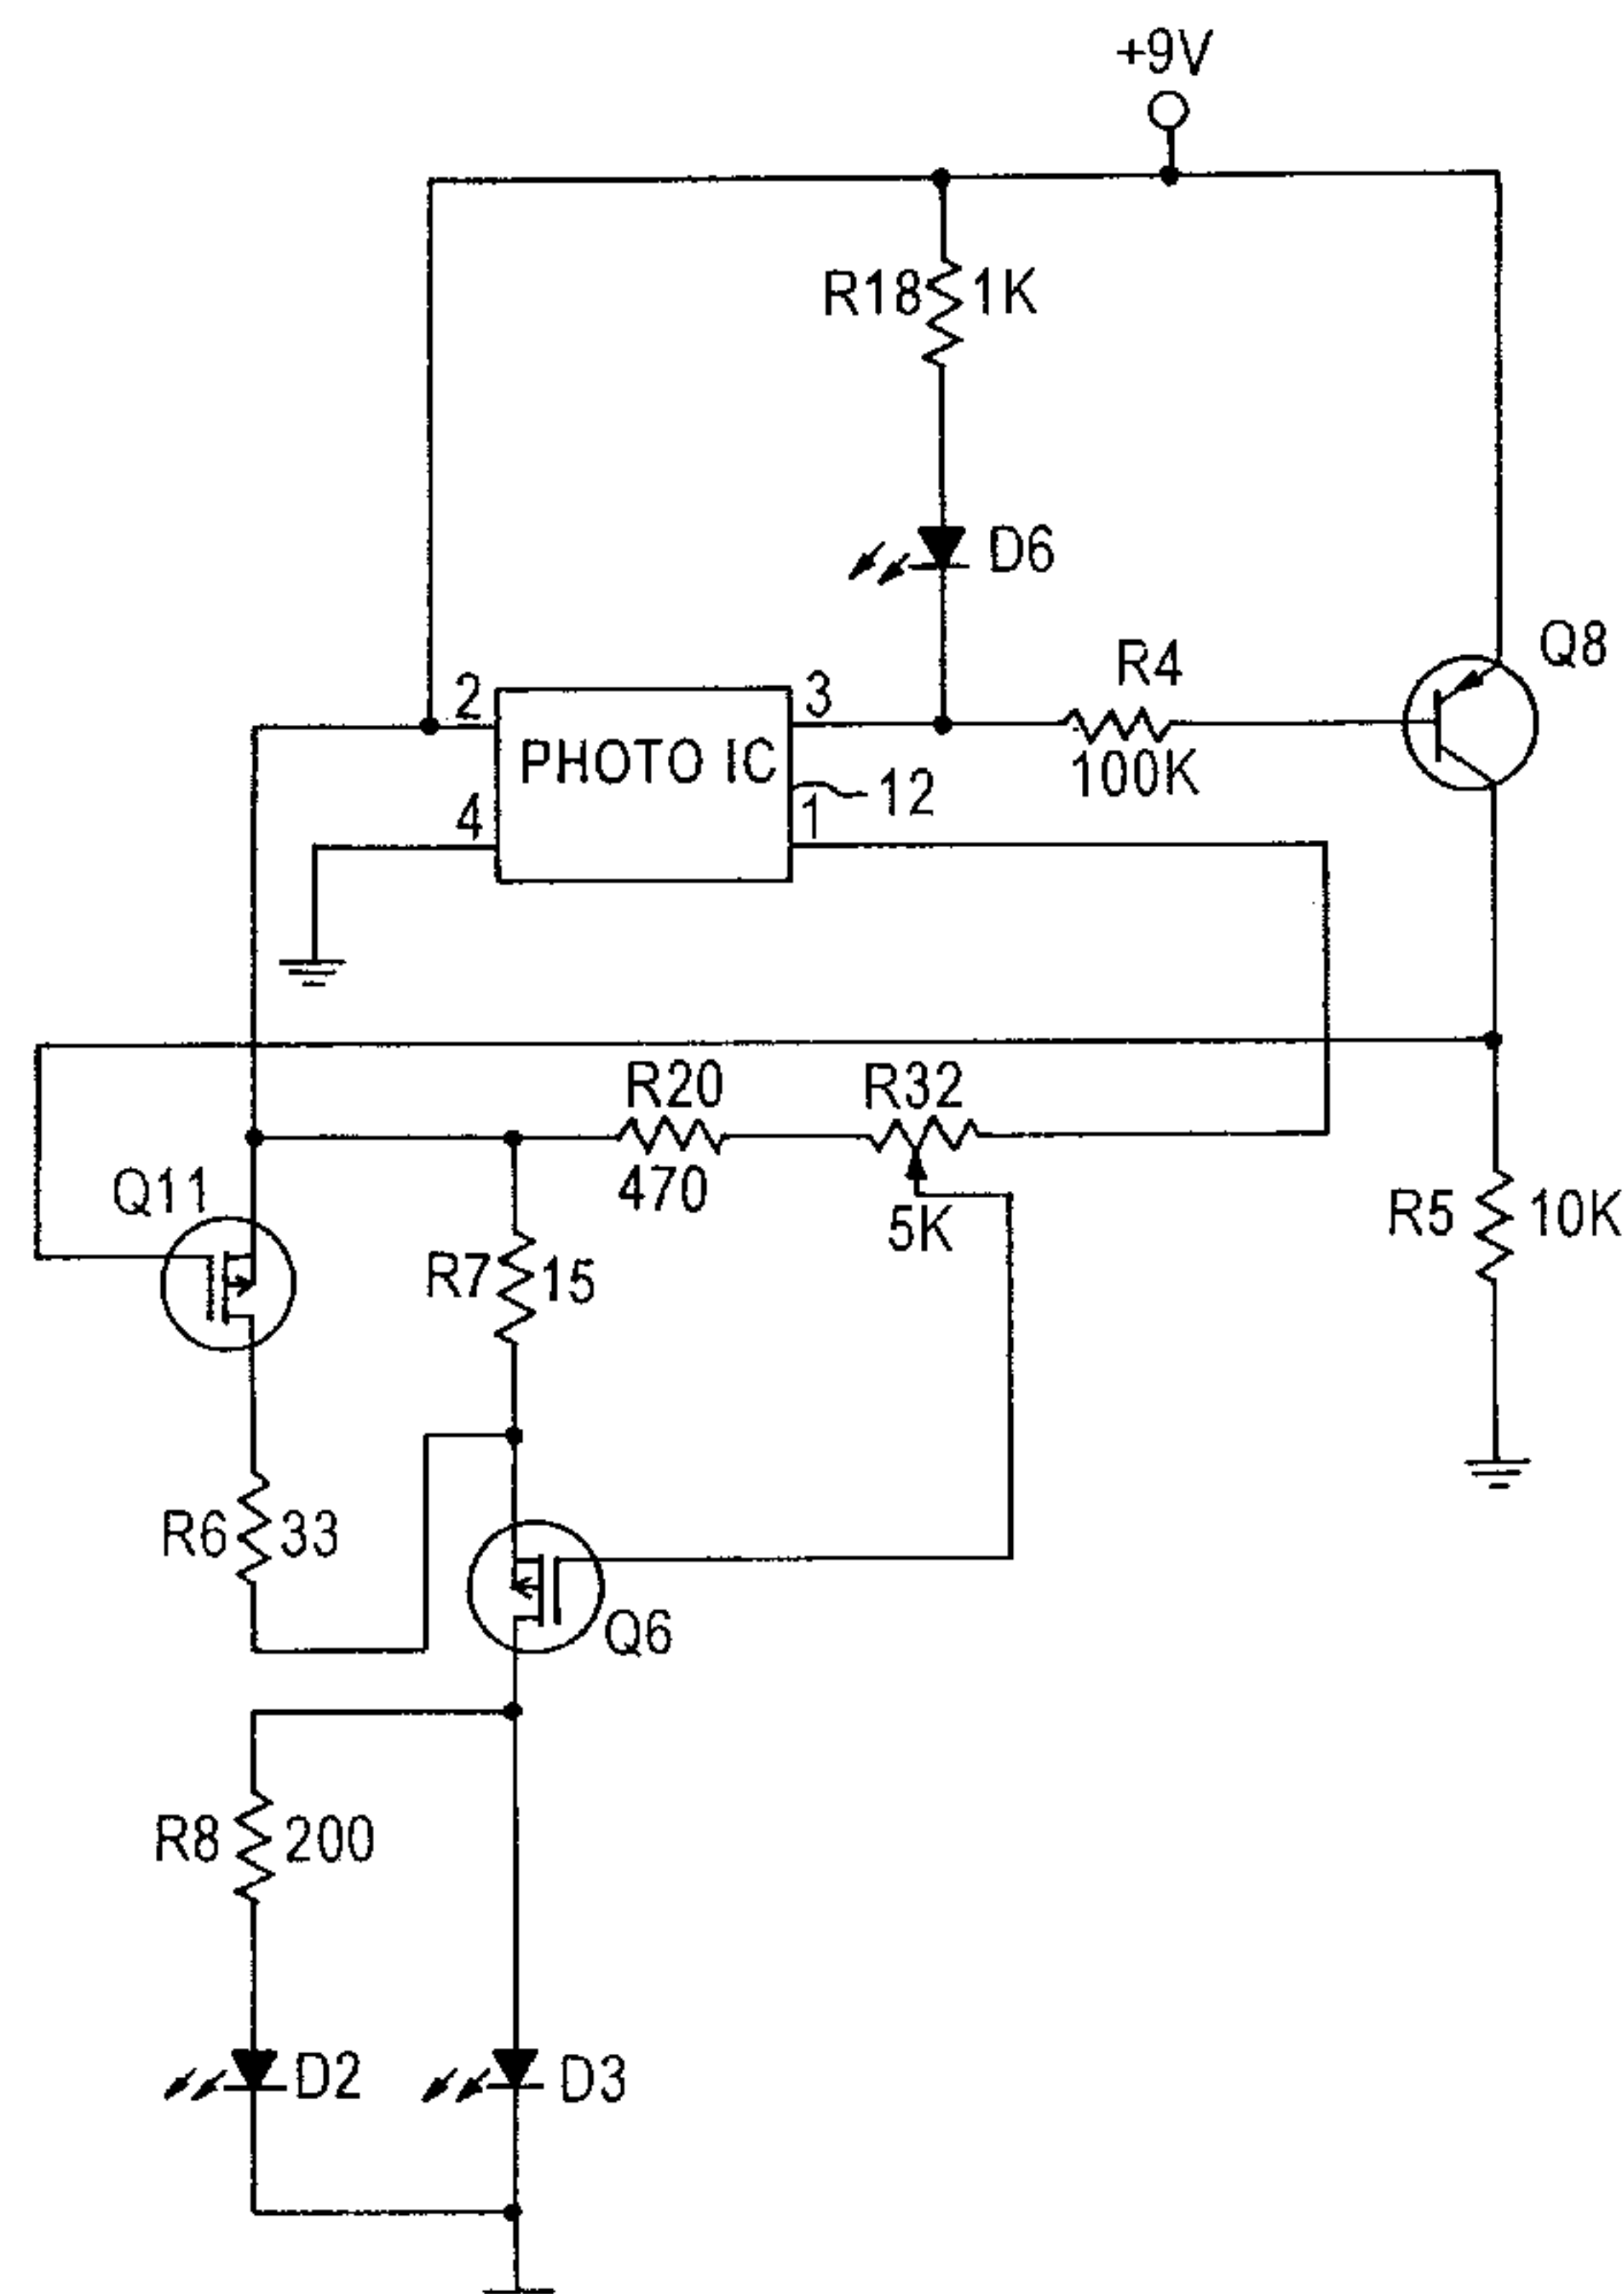 +9V
R18 1K
D6
Q8
R4
2
3
PHOTO IC
100K
12
4
1
R20
R32
Q11
470
5K
R5 10K
R7 15
R6 33
Q6
R8 200
D2
D3